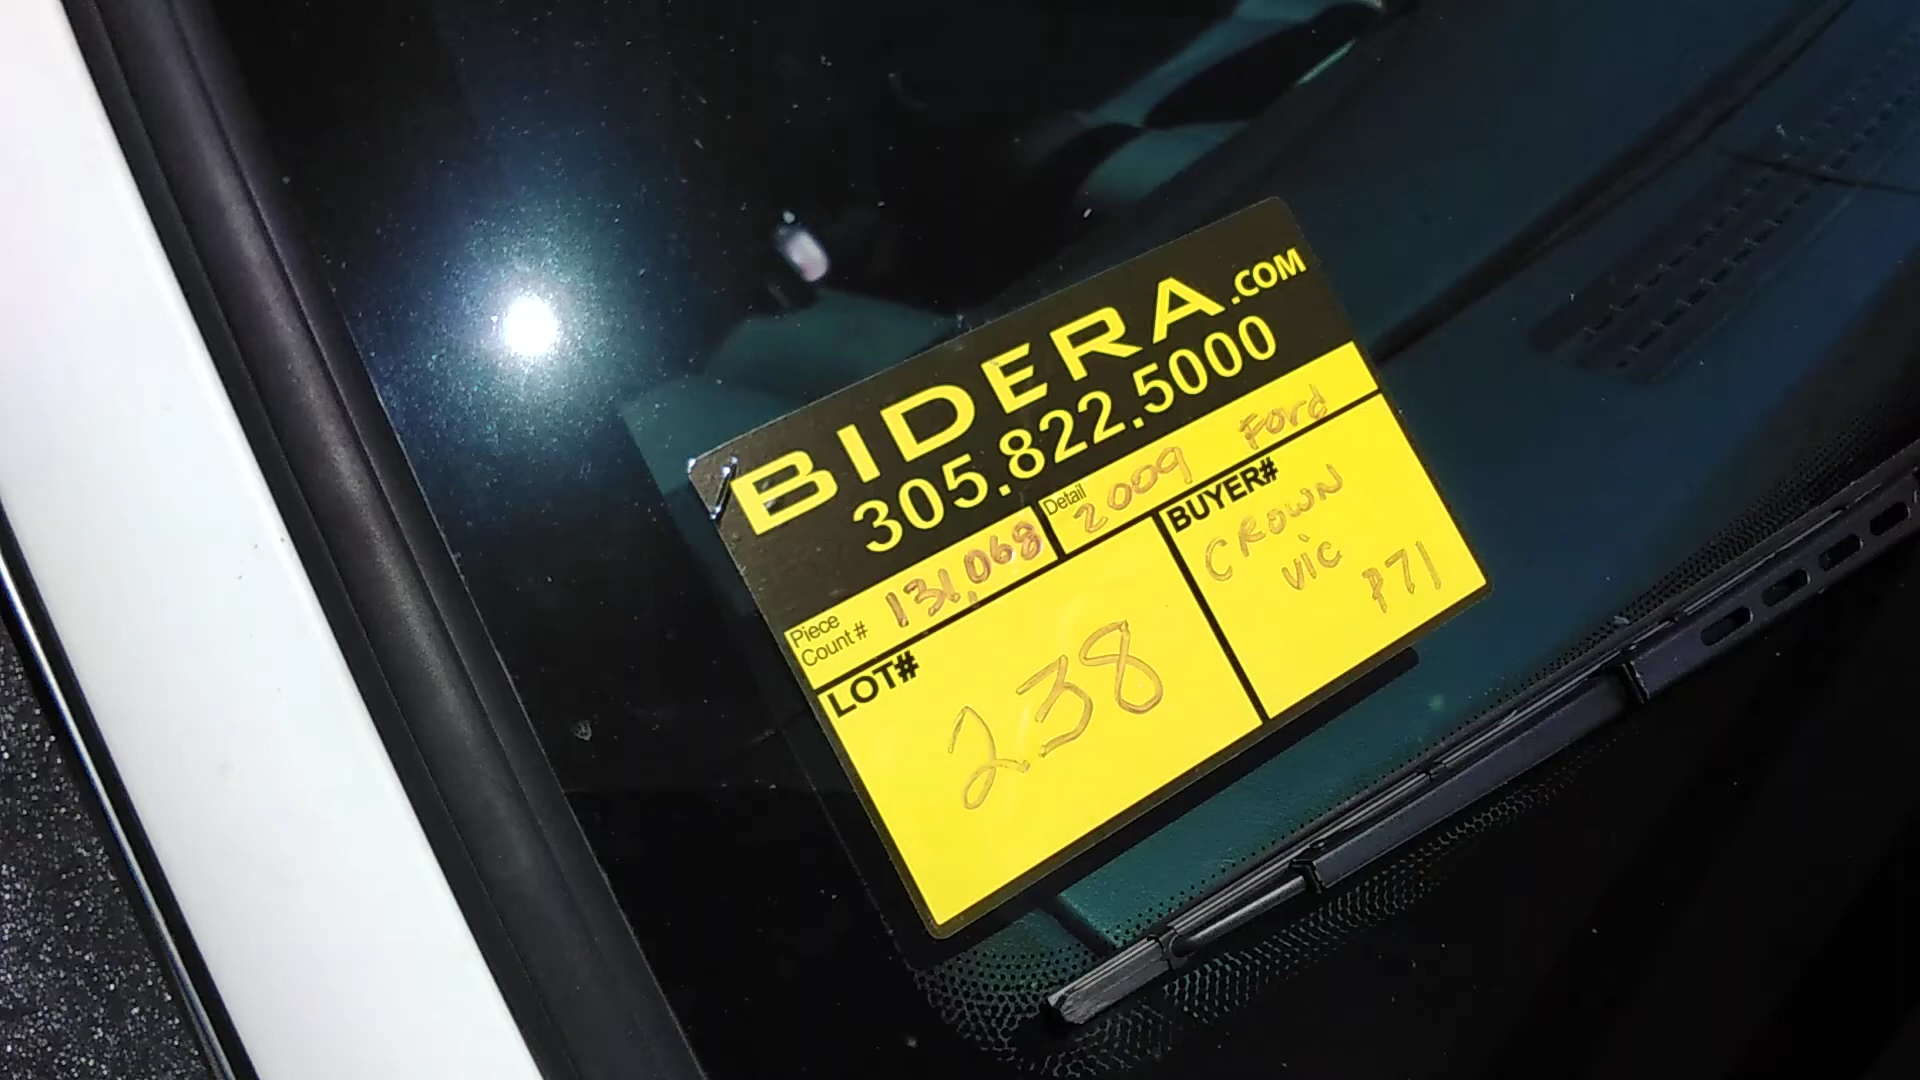 BIDERA.COM
305.822.5000
Piece Count # 131,068
Detail 2009 Ford
LOT# 238
BUYER#
CROWN
VIC
P71